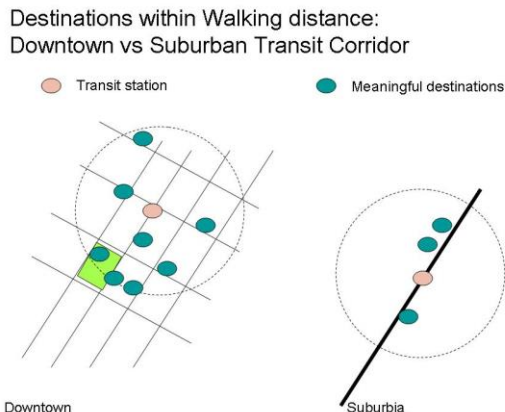 Destinations within Walking distance:
Downtown vs Suburban Transit Corridor
Transit station
Meaningful destinations
Downtown
Suburbia